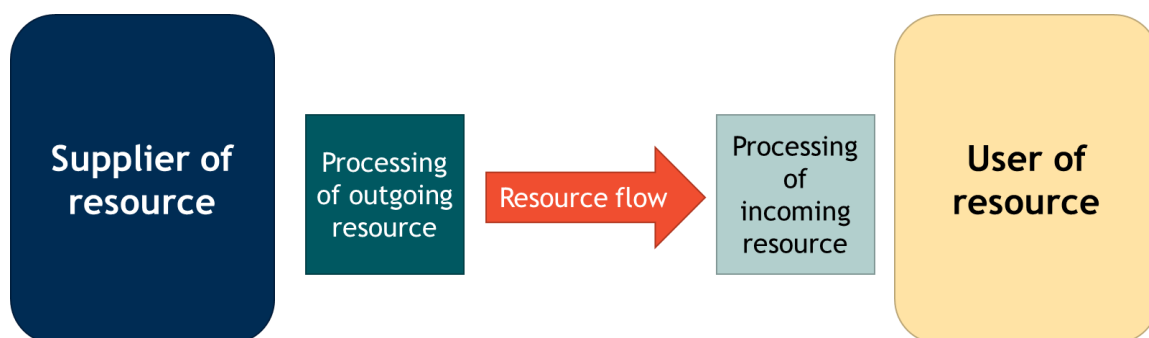 Supplier of
resource
Processing
of outgoing
resource
Resource flow
Processing
of
incoming
resource
User of
resource